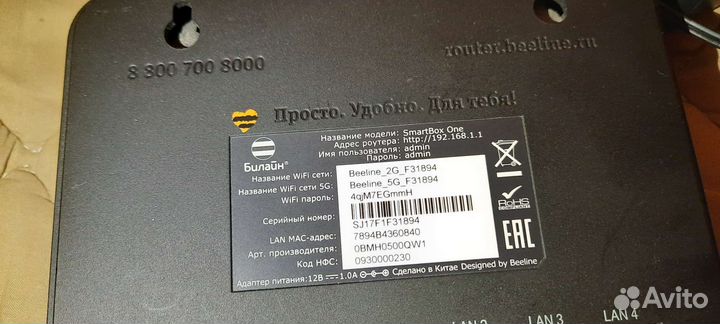 8 800 700 8000
router.beeline.ru
Просто. Удобно. Для тебя!
Билайн®
Название модели: SmartBox One
Адрес роутера: http://192.168.1.1
Имя пользователя: admin
Пароль: admin
Название WiFi сети: Beeline_2G_F31894
Название WiFi сети 5G: Beeline_5G_F31894
WiFi пароль: 4qjM7EGmmH
Серийный номер: SJ17F1F31894
LAN MAC-адрес: 7894B4360840
Арт. производителя: 0BMH0500QW1
Код НФС: 0930000230
RoHS
COMPLIANT
EAC
Адаптер питания: 12В 1.0А
Сделано в Китае Designed by Beeline
LAN 2 LAN 3 LAN 4
Avito